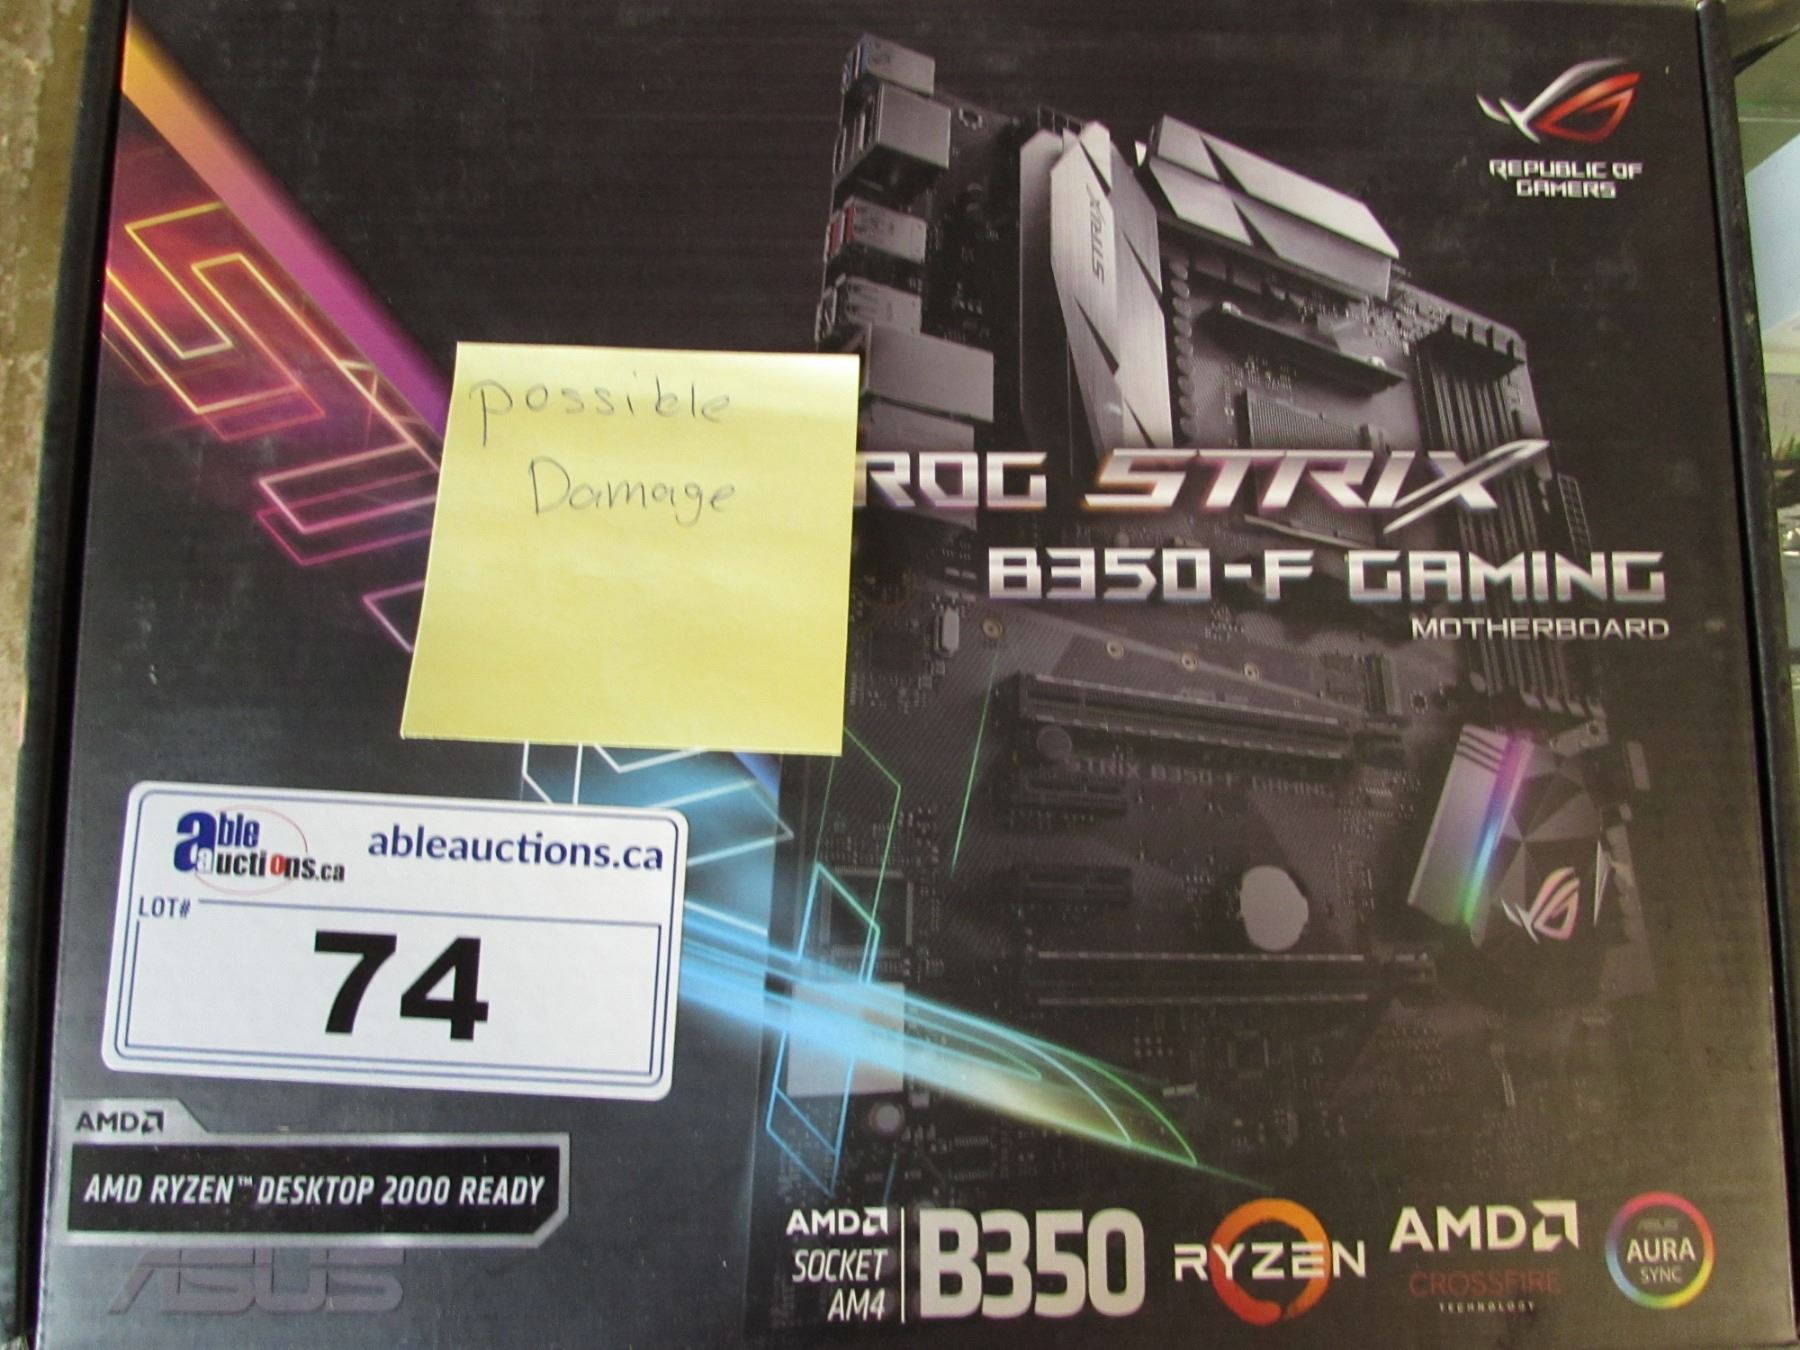 REPUBLIC OF
GAMERS
STRIX
possible
Damage
ROG STRIX
B350-F GAMING
MOTHERBOARD
STRIX B350-F GAMING
able
auctions.ca
ableauctions.ca
LOT#
74
AMD
AMD RYZEN™ DESKTOP 2000 READY
ASUS
AMD
SOCKET
AM4
B350
RYZEN
AMD
CROSSFIRE
TECHNOLOGY
ASUS
AURA
SYNC